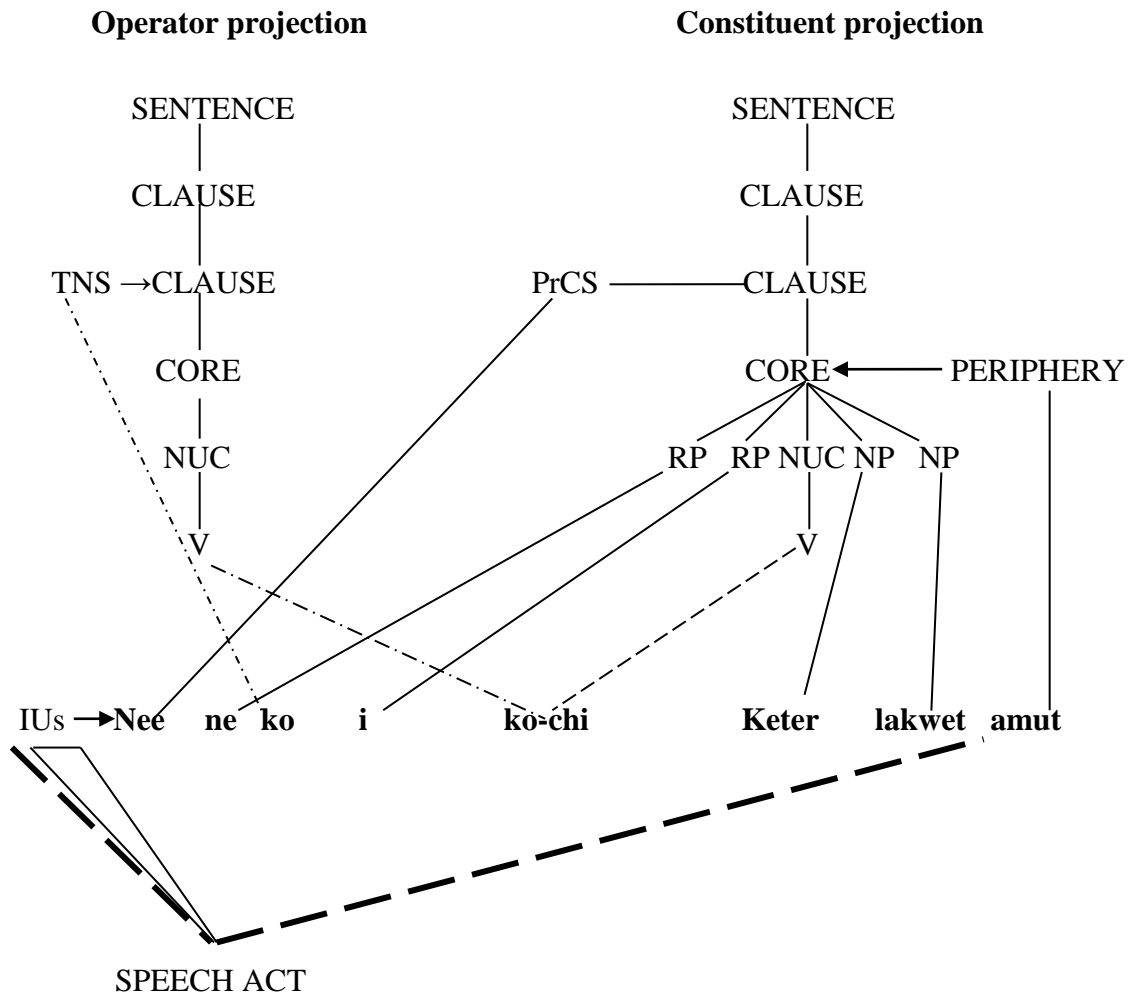 Operator projection Constituent projection
SENTENCE SENTENCE
CLAUSE CLAUSE
TNS →CLAUSE PrCS CLAUSE
CORE CORE PERIPHERY
NUC RP RP NUC NP NP
V V
IUs Nee ne ko i ko-chi Keter lakwet amut
SPEECH ACT